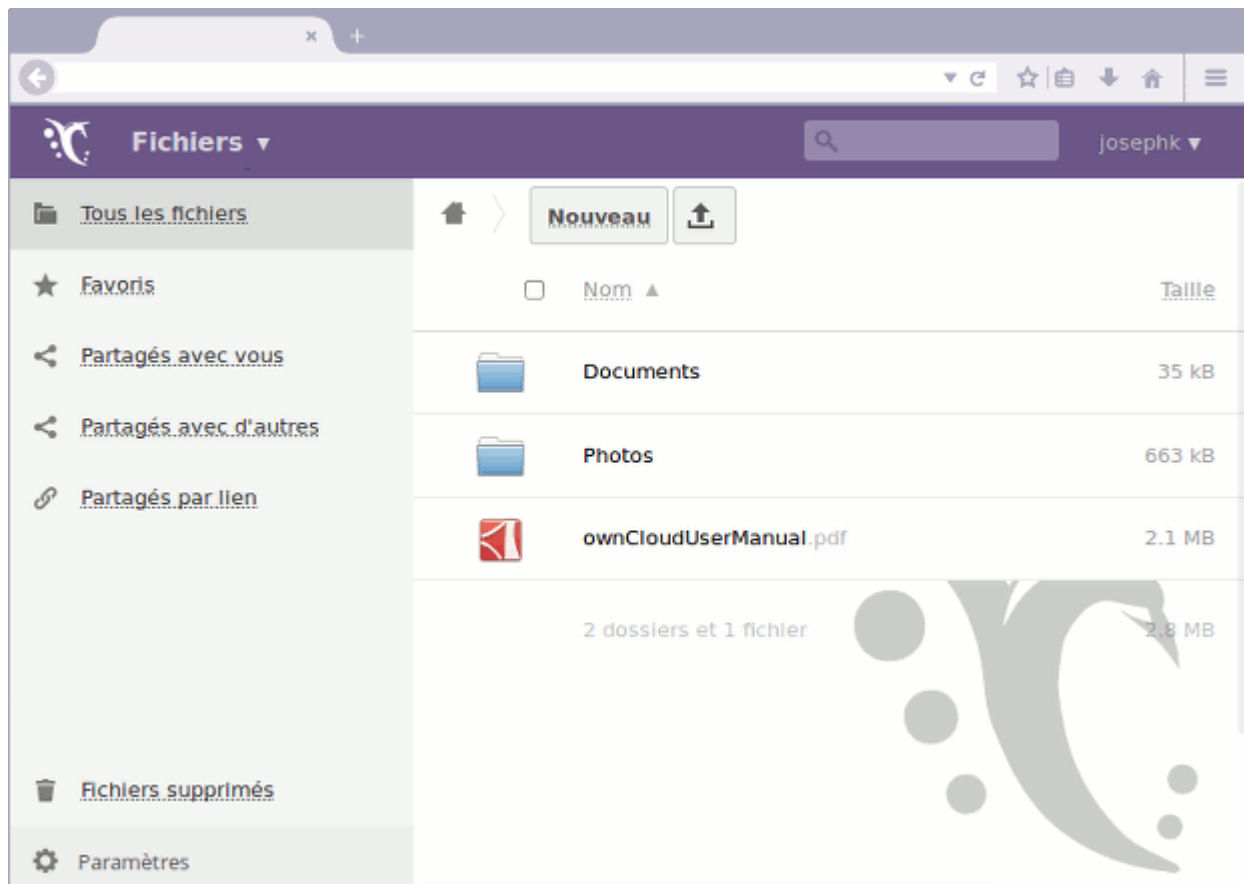 Fichiers ▼
josephk ▼
Tous les fichiers
Favoris
Partagés avec vous
Partagés avec d'autres
Partagés par lien
Fichiers supprimés
Paramètres
Nouveau
Nom ▲ Taille
Documents 35 kB
Photos 663 kB
ownCloudUserManual.pdf 2.1 MB
2 dossiers et 1 fichier 2.8 MB